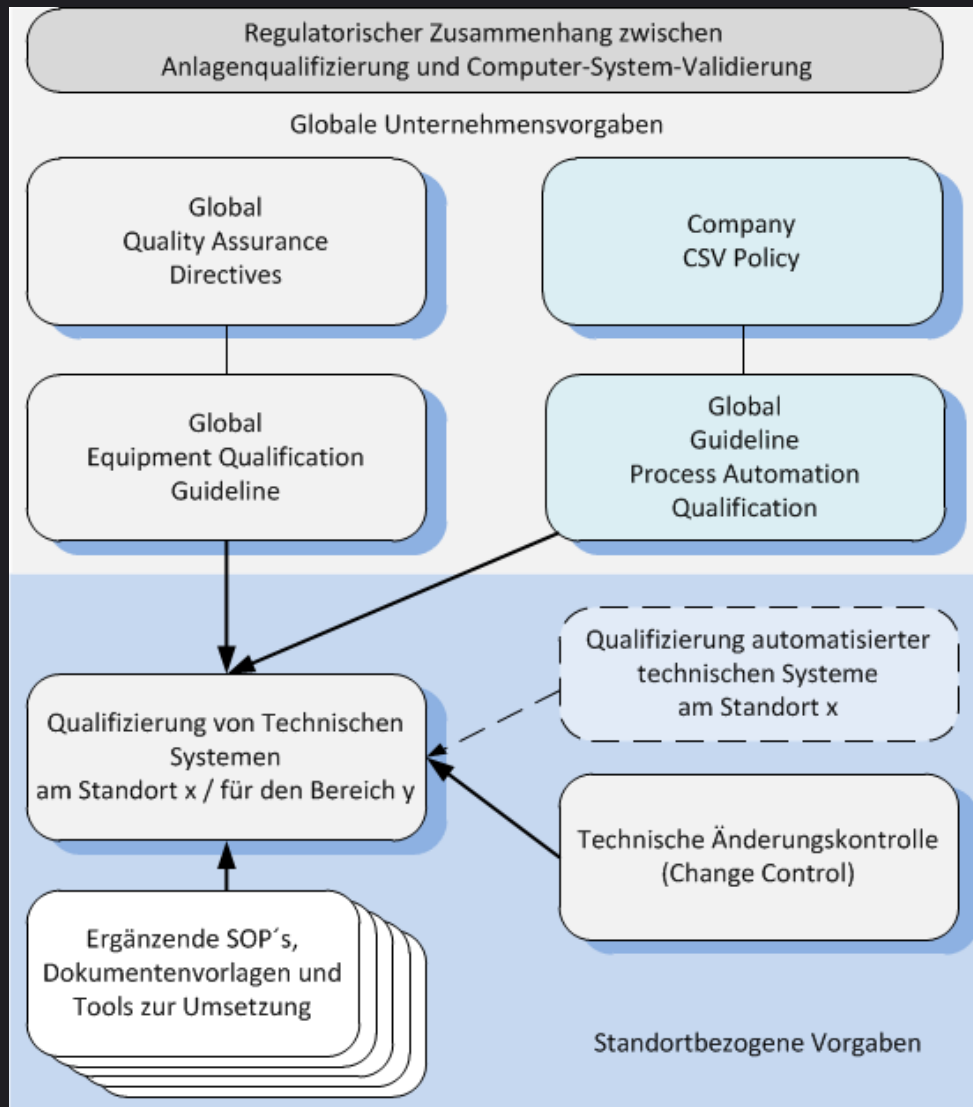 Regulatorischer Zusammenhang zwischen
Anlagenqualifizierung und Computer-System-Validierung
Globale Unternehmensvorgaben
Global
Quality Assurance
Directives
Company
CSV Policy
Global
Equipment Qualification
Guideline
Global
Guideline
Process Automation
Qualification
Qualifizierung automatisierter
technischen Systeme
am Standort x
Qualifizierung von Technischen
Systemen
am Standort x / für den Bereich y
Technische Änderungskontrolle
(Change Control)
Ergänzende SOP´s,
Dokumentenvorlagen und
Tools zur Umsetzung
Standortbezogene Vorgaben